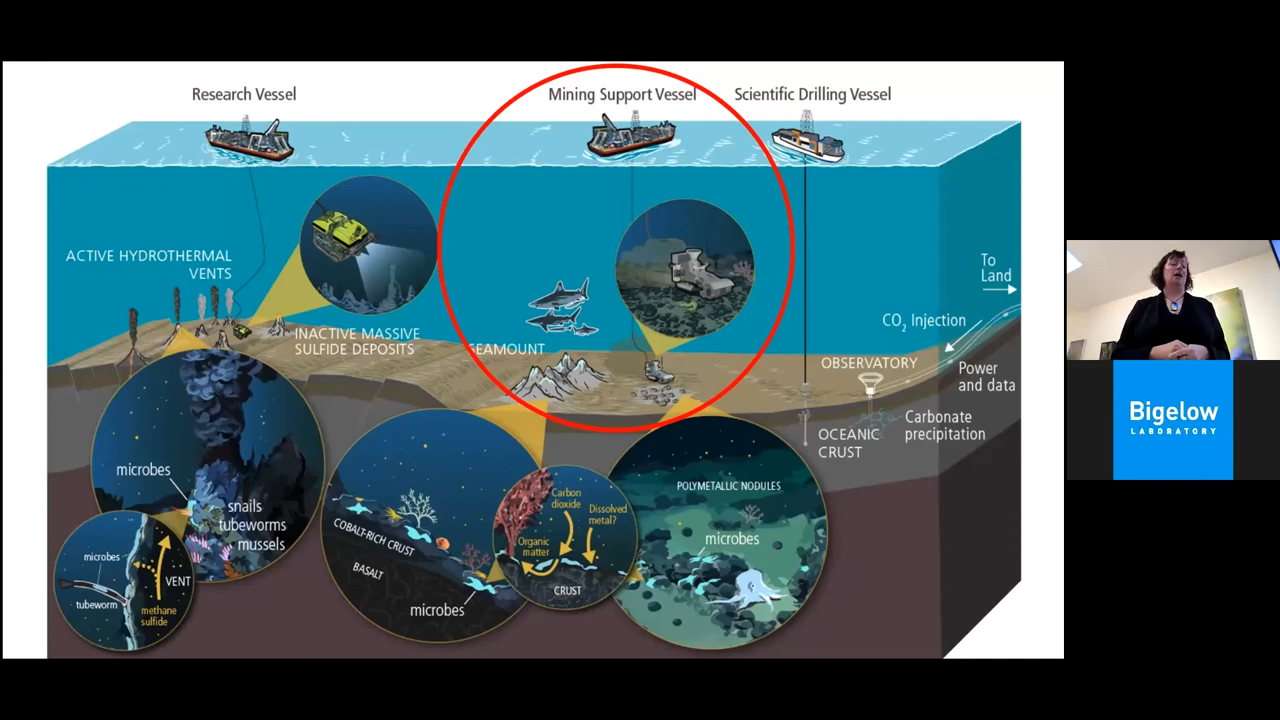 Research Vessel
Mining Support Vessel
Scientific Drilling Vessel
ACTIVE HYDROTHERMAL
VENTS
INACTIVE MASSIVE
SULFIDE DEPOSITS
SEAMOUNT
To
Land
CO2 Injection
OBSERVATORY
Power
and data
Carbonate
precipitation
OCEANIC
CRUST
microbes
snails
tubeworms
mussels
microbes
tubeworm
VENT
methane
sulfide
COBALT-RICH CRUST
BASALT
microbes
Carbon
dioxide
Dissolved
metal?
Organic
matter
CRUST
POLYMETALLIC NODULES
microbes
Bigelow
LABORATORY